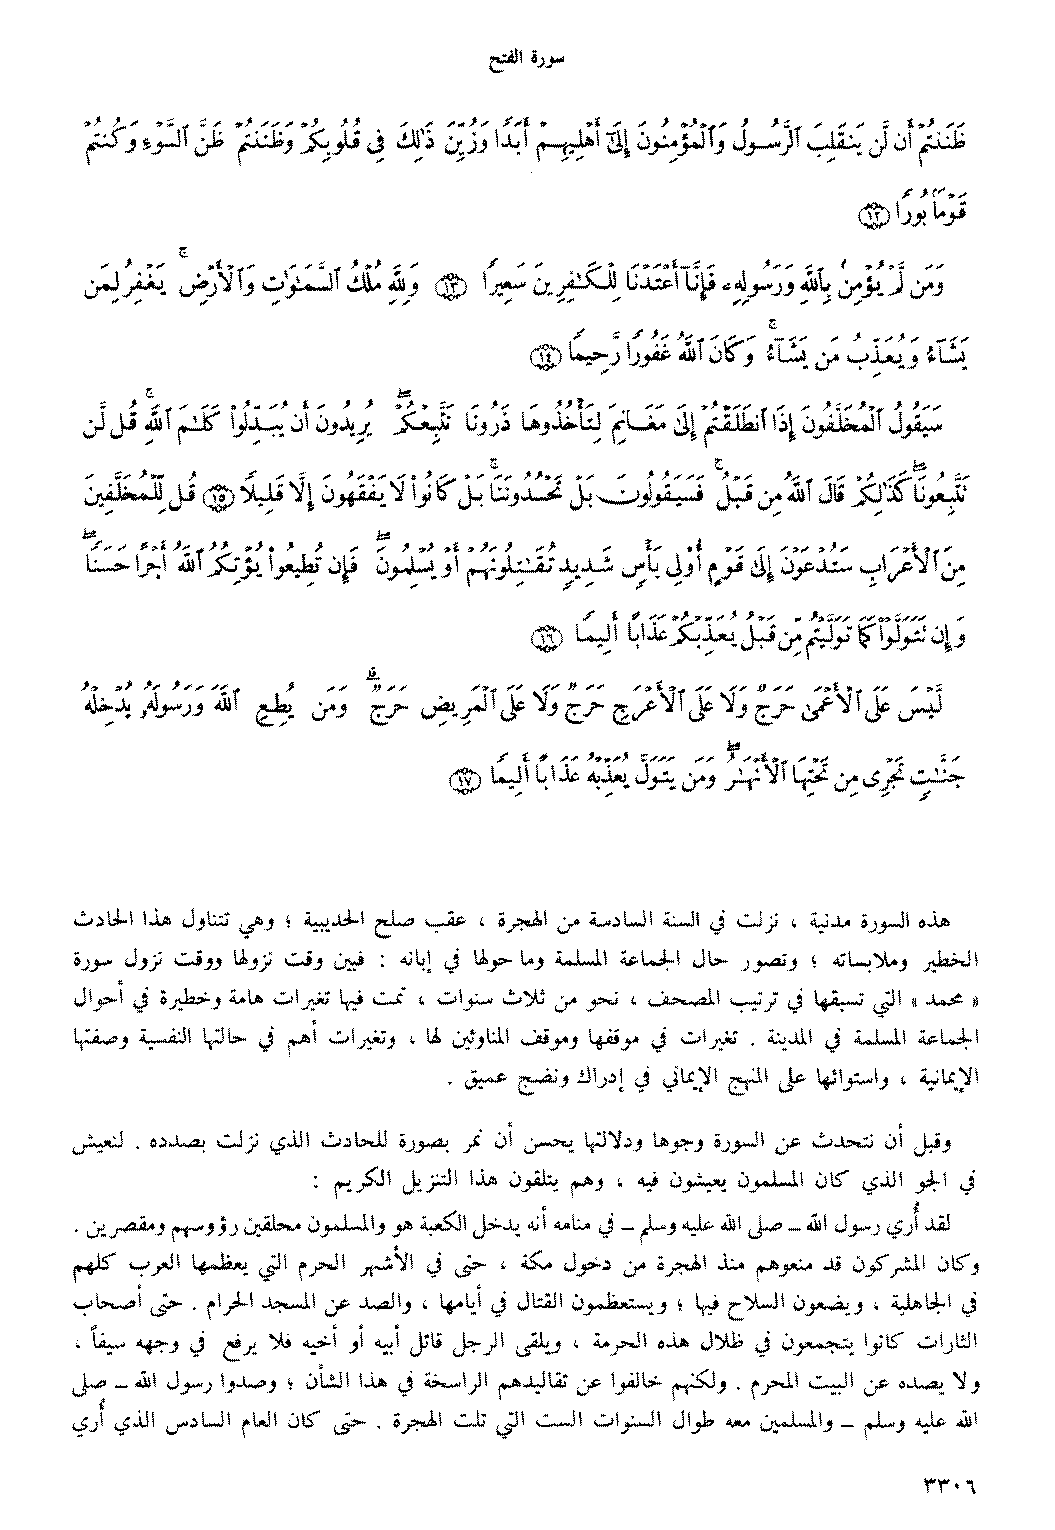 سورة الفتح
ظَنَنتُمْ أَن لَّن يَنقَلِبَ ٱلرَّسُولُ وَٱلْمُؤْمِنُونَ إِلَىٰٓ أَهْلِيهِمْ أَبَدًا وَزُيِّنَ ذَٰلِكَ فِى قُلُوبِكُمْ وَظَنَنتُمْ ظَنَّ ٱلسَّوْءِ وَكُنتُمْ
قَوْمًۢا بُورًا ١٢
وَمَن لَّمْ يُؤْمِنۢ بِٱللَّهِ وَرَسُولِهِۦ فَإِنَّآ أَعْتَدْنَا لِلْكَٰفِرِينَ سَعِيرًا ١٣ وَلِلَّهِ مُلْكُ ٱلسَّمَٰوَٰتِ وَٱلْأَرْضِ ۚ يَغْفِرُ لِمَن
يَشَآءُ وَيُعَذِّبُ مَن يَشَآءُ ۚ وَكَانَ ٱللَّهُ غَفُورًا رَّحِيمًا ١٤
سَيَقُولُ ٱلْمُخَلَّفُونَ إِذَا ٱنطَلَقْتُمْ إِلَىٰ مَغَانِمَ لِتَأْخُذُوهَا ذَرُونَا نَتَّبِعْكُمْ ۖ يُرِيدُونَ أَن يُبَدِّلُوا۟ كَلَٰمَ ٱللَّهِ ۚ قُل لَّن
تَتَّبِعُونَا ۖ كَذَٰلِكُمْ قَالَ ٱللَّهُ مِن قَبْلُ ۚ فَسَيَقُولُونَ بَلْ تَحْسُدُونَنَا ۚ بَلْ كَانُوا۟ لَا يَفْقَهُونَ إِلَّا قَلِيلًا ١٥ قُل لِّلْمُخَلَّفِينَ
مِنَ ٱلْأَعْرَابِ سَتُدْعَوْنَ إِلَىٰ قَوْمٍ أُو۟لِى بَأْسٍ شَدِيدٍ تُقَٰتِلُونَهُمْ أَوْ يُسْلِمُونَ ۖ فَإِن تُطِيعُوا۟ يُؤْتِكُمُ ٱللَّهُ أَجْرًا حَسَنًا ۖ
وَإِن تَتَوَلَّوْا۟ كَمَا تَوَلَّيْتُم مِّن قَبْلُ يُعَذِّبْكُمْ عَذَابًا أَلِيمًا ١٦
لَّيْسَ عَلَى ٱلْأَعْمَىٰ حَرَجٌ وَلَا عَلَى ٱلْأَعْرَجِ حَرَجٌ وَلَا عَلَى ٱلْمَرِيضِ حَرَجٌ ۗ وَمَن يُطِعِ ٱللَّهَ وَرَسُولَهُۥ يُدْخِلْهُ
جَنَّٰتٍ تَجْرِى مِن تَحْتِهَا ٱلْأَنْهَٰرُ ۖ وَمَن يَتَوَلَّ يُعَذِّبْهُ عَذَابًا أَلِيمًا ١٧
هذه السورة مدنية ، نزلت في السنة السادسة من الهجرة ، عقب صلح الحديبية ؛ وهي تتناول هذا الحادث
الخطير وملابساته ؛ وتصور حال الجماعة المسلمة وما حولها في إبانه : فبين وقت نزولها ووقت نزول سورة
« محمد » التي تسبقها في ترتيب المصحف ، نحو من ثلاث سنوات ، تمت فيها تغيرات هامة وخطيرة في أحوال
الجماعة المسلمة في المدينة . تغيرات في موقفها وموقف المناوئين لها ، وتغيرات أهم في حالتها النفسية وصفتها
الإيمانية ، واستوائها على المنهج الإيماني في إدراك ونضج عميق .
وقبل أن نتحدث عن السورة وجوها ودلالتها يحسن أن نمر بصورة للحادث الذي نزلت بصدده . لنعيش
في الجو الذي كان المسلمون يعيشون فيه ، وهم يتلقون هذا التنزيل الكريم :
لقد أُري رسول الله ــ صلى الله عليه وسلم ــ في منامه أنه يدخل الكعبة هو والمسلمون محلقين رؤوسهم ومقصرين .
وكان المشركون قد منعوهم منذ الهجرة من دخول مكة ، حتى في الأشهر الحرم التي يعظمها العرب كلهم
في الجاهلية ، ويضعون السلاح فيها ؛ ويستعظمون القتال في أيامها ، والصد عن المسجد الحرام . حتى أصحاب
الثارات كانوا يتجمعون في ظلال هذه الحرمة ، ويلقى الرجل قاتل أبيه أو أخيه فلا يرفع في وجهه سيفاً ،
ولا يصده عن البيت المحرم . ولكنهم خالفوا عن تقاليدهم الراسخة في هذا الشأن ؛ وصدوا رسول الله ــ صلى
الله عليه وسلم ــ والمسلمين معه طوال السنوات الست التي تلت الهجرة . حتى كان العام السادس الذي أُري
٣٣٠٦